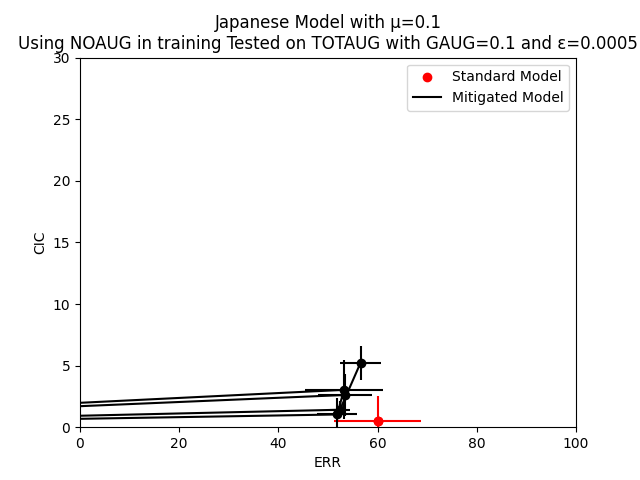 Japanese Model with μ=0.1
Using NOAUG in training Tested on TOTAUG with GAUG=0.1 and ε=0.0005
Standard Model
Mitigated Model
30
25
20
15
10
5
0
CIC
0 20 40 60 80 100
ERR